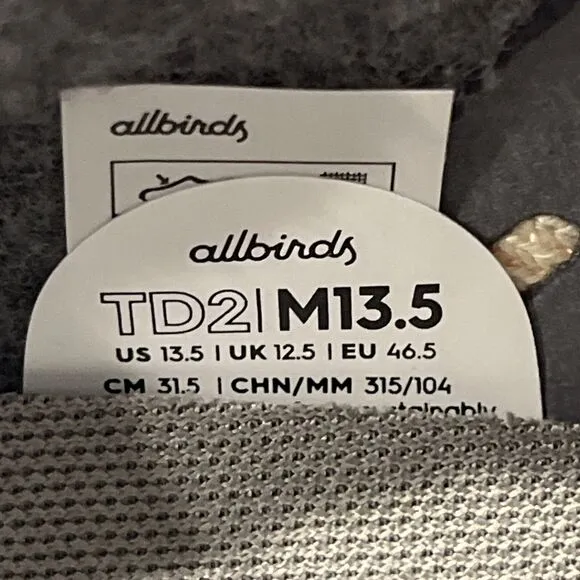 allbirds
allbirds
TD2| M13.5
US 13.5 | UK 12.5 | EU 46.5
CM 31.5 | CHN/MM 315/104